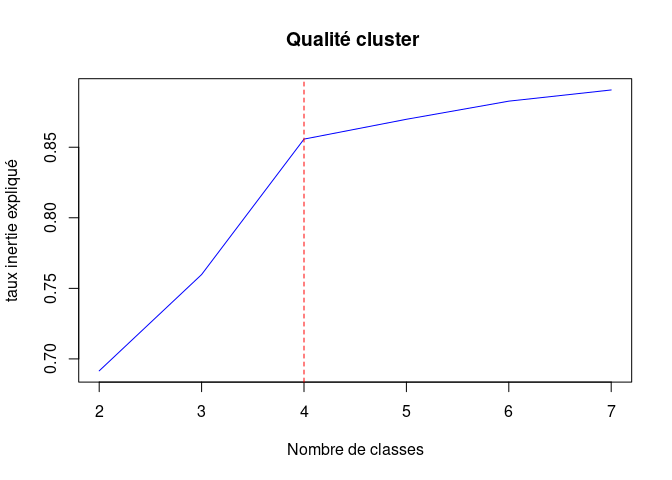 Qualité cluster
taux inertie expliqué
0.85
0.80
0.75
0.70
2 3 4 5 6 7
Nombre de classes